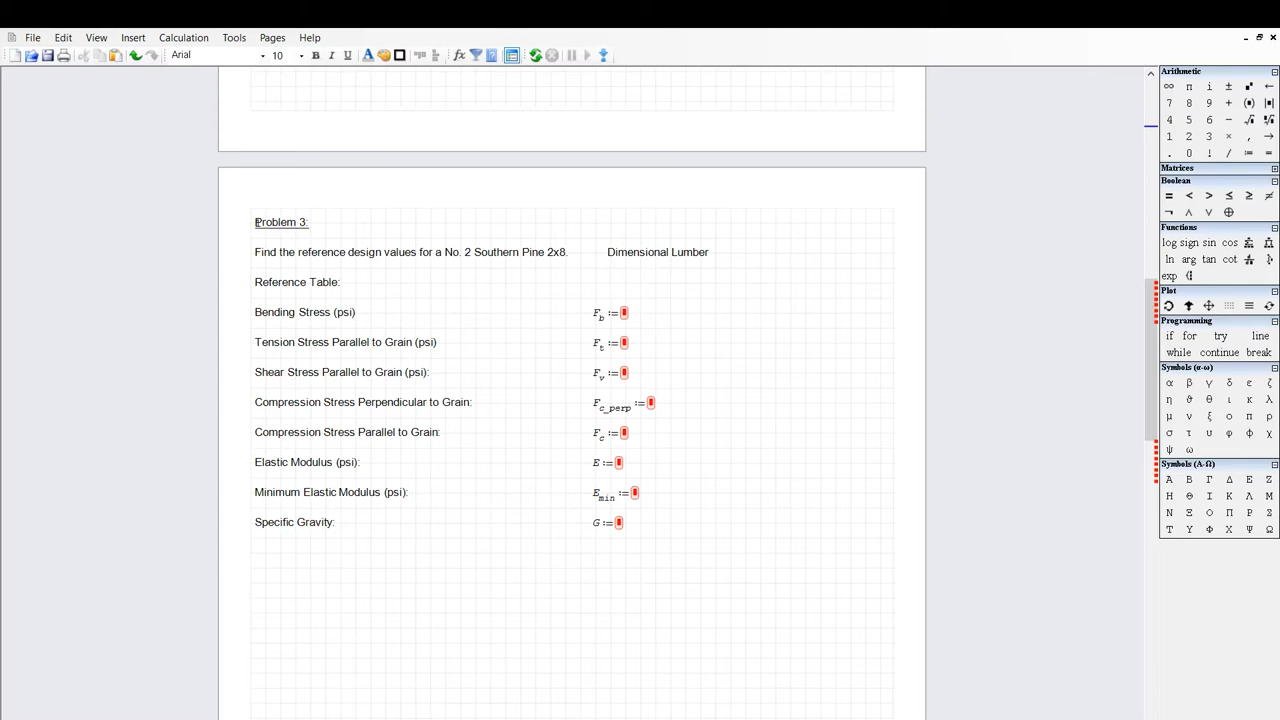 File Edit View Insert Calculation Tools Pages Help
Arial 10 B I U A fx
Problem 3:
Find the reference design values for a No. 2 Southern Pine 2x8. Dimensional Lumber
Reference Table:
Bending Stress (psi) F_b :=
Tension Stress Parallel to Grain (psi) F_t :=
Shear Stress Parallel to Grain (psi): F_v :=
Compression Stress Perpendicular to Grain: F_c_perp :=
Compression Stress Parallel to Grain: F_c :=
Elastic Modulus (psi): E :=
Minimum Elastic Modulus (psi): E_min :=
Specific Gravity: G :=
Arithmetic
∞ π i ± ←
7 8 9 + (▪) |▪|
4 5 6 − √
1 2 3 × , →
. 0 ! / := =
Matrices
Boolean
= < > ≤ ≥ ≠
¬ ∧ ∨ ⊕
Functions
log sign sin cos
ln arg tan cot
exp
Plot
Programming
if for try line
while continue break
Symbols (α-ω)
α β γ δ ε ζ
η θ ι κ λ
μ ν ξ ο π ρ
σ τ υ φ ϕ χ
ψ ω
Symbols (Α-Ω)
Α Β Γ Δ Ε Ζ
Η Θ Ι Κ Λ Μ
Ν Ξ Ο Π Ρ Σ
Τ Υ Φ Χ Ψ Ω